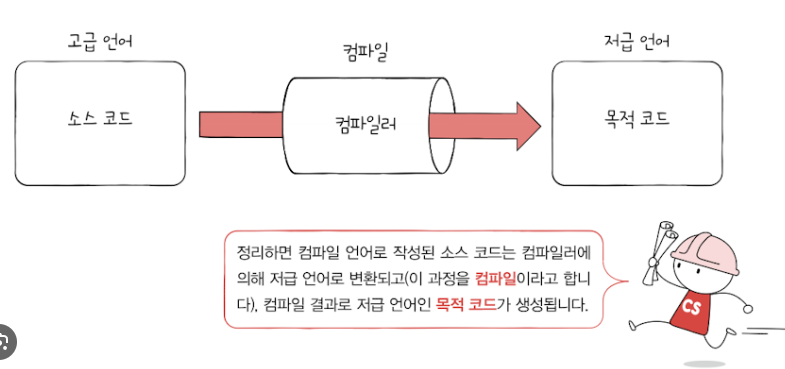 고급 언어
컴파일
저급 언어
소스 코드
컴파일러
목적 코드
정리하면 컴파일 언어로 작성된 소스 코드는 컴파일러에
의해 저급 언어로 변환되고(이 과정을 컴파일이라고 합니
다), 컴파일 결과로 저급 언어인 목적 코드가 생성됩니다.
CS